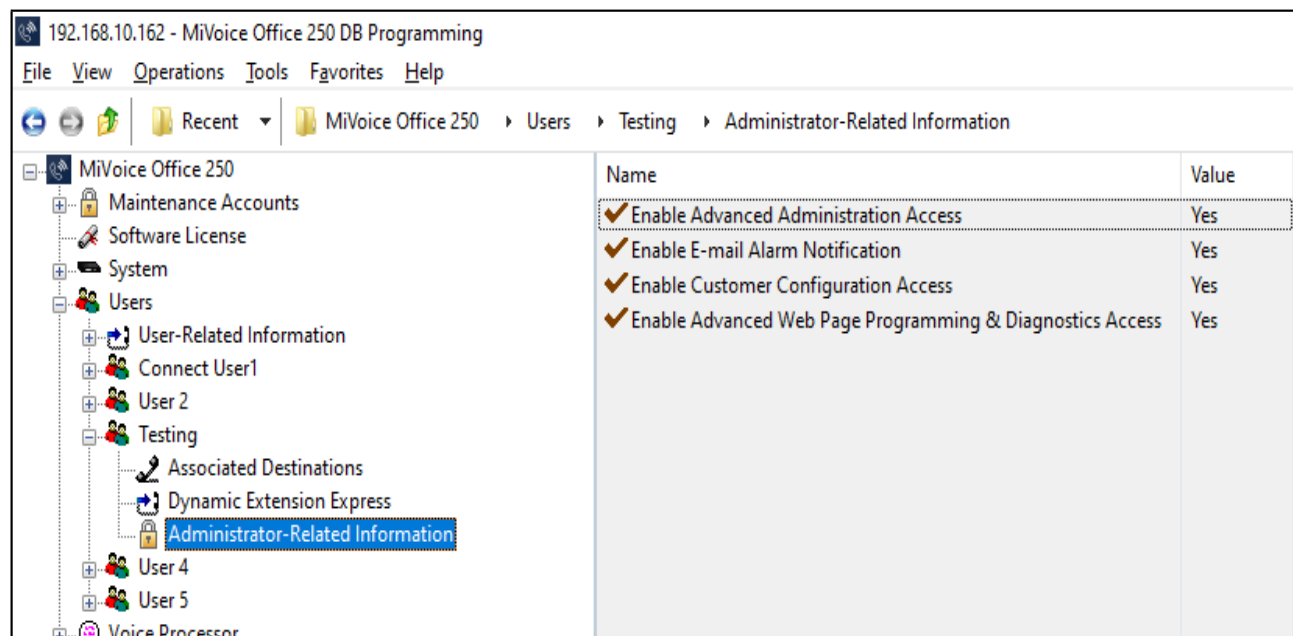 192.168.10.162 - MiVoice Office 250 DB Programming
File View Operations Tools Favorites Help
Recent MiVoice Office 250 Users Testing Administrator-Related Information
MiVoice Office 250
Maintenance Accounts
Software License
System
Users
User-Related Information
Connect User1
User 2
Testing
Associated Destinations
Dynamic Extension Express
Administrator-Related Information
User 4
User 5
Voice Processor
Name Value
Enable Advanced Administration Access Yes
Enable E-mail Alarm Notification Yes
Enable Customer Configuration Access Yes
Enable Advanced Web Page Programming & Diagnostics Access Yes